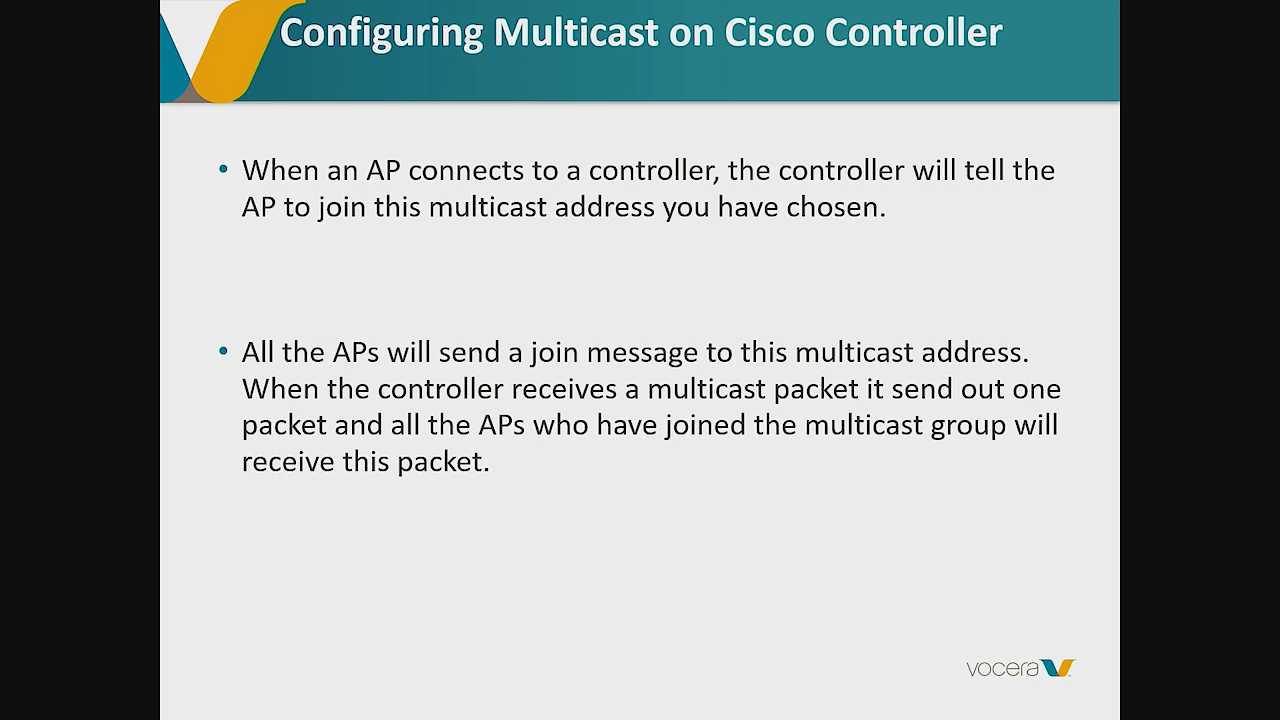 Configuring Multicast on Cisco Controller
• When an AP connects to a controller, the controller will tell the
AP to join this multicast address you have chosen.
• All the APs will send a join message to this multicast address.
When the controller receives a multicast packet it send out one
packet and all the APs who have joined the multicast group will
receive this packet.
vocera